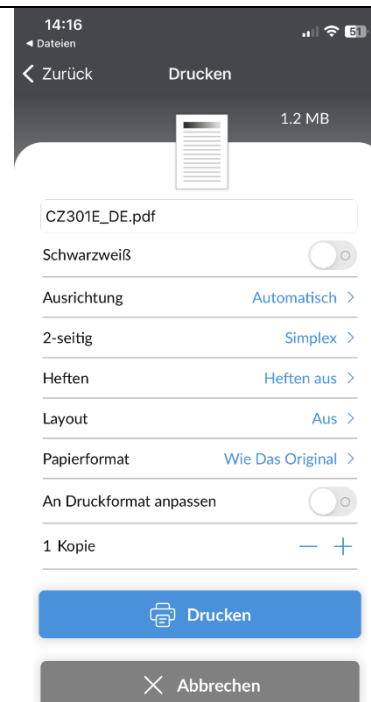 14:16
51
◂ Dateien
Zurück Drucken
1.2 MB
CZ301E_DE.pdf
Schwarzweiß
Ausrichtung Automatisch >
2-seitig Simplex >
Heften Heften aus >
Layout Aus >
Papierformat Wie Das Original >
An Druckformat anpassen
1 Kopie — +
Drucken
Abbrechen